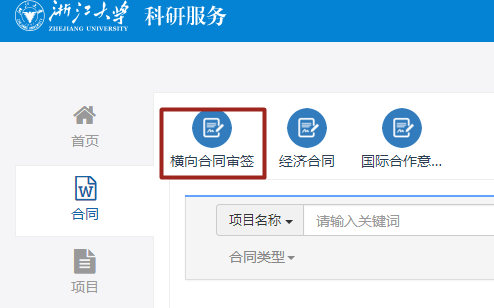 浙江大学
ZHEJIANG UNIVERSITY
科研服务
首页
合同
项目
横向合同审签
经济合同
国际合作意...
项目名称
请输入关键词
合同类型